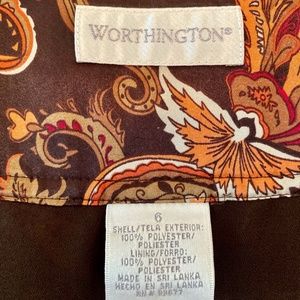 WORTHINGTON®
6
SHELL/TELA EXTERIOR:
100% POLYESTER/
POLIESTER
LINING/FORRO:
100% POLYESTER/
POLIESTER
MADE IN SRI LANKA
HECHO EN SRI LANKA
RN#